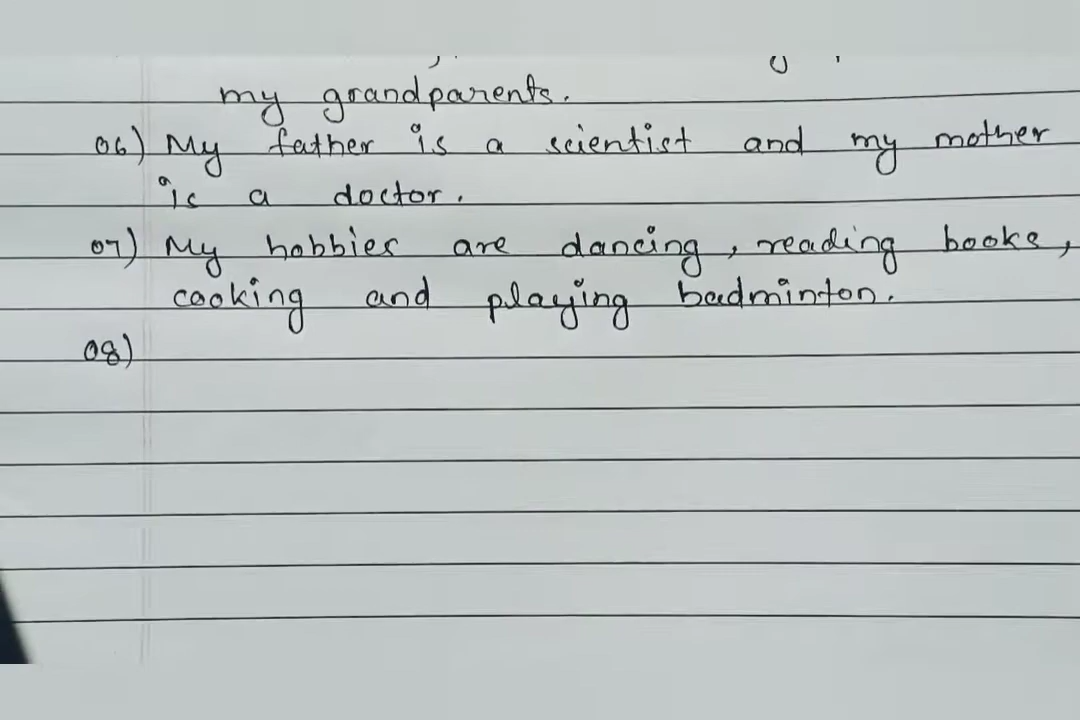 my grandparents.
06) My father is a scientist and my mother
is a doctor.
07) My hobbies are dancing, reading books,
cooking and playing badminton.
08)